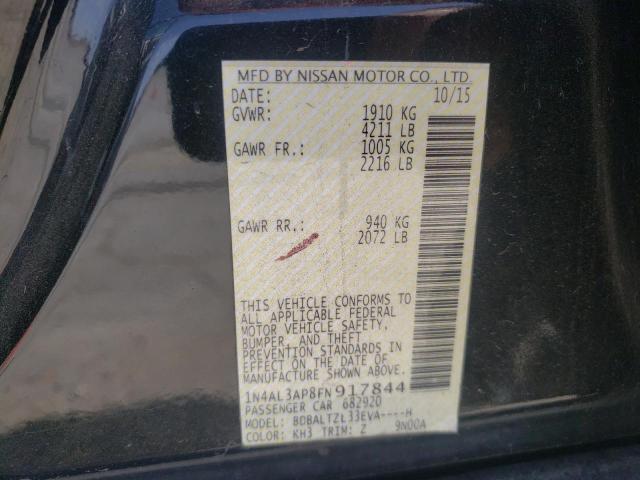 MFD BY NISSAN MOTOR CO., LTD.
DATE: 10/15
GVWR: 1910 KG
4211 LB
GAWR FR.: 1005 KG
2216 LB
GAWR RR.: 940 KG
2072 LB
THIS VEHICLE CONFORMS TO
ALL APPLICABLE FEDERAL
MOTOR VEHICLE SAFETY,
BUMPER, AND THEFT
PREVENTION STANDARDS IN
EFFECT ON THE DATE OF
MANUFACTURE SHOWN ABOVE.
1N4AL3AP8FN917844
PASSENGER CAR 682920
MODEL: BDBALTZL33EVA----H
COLOR: KH3 TRIM: Z 9N00A